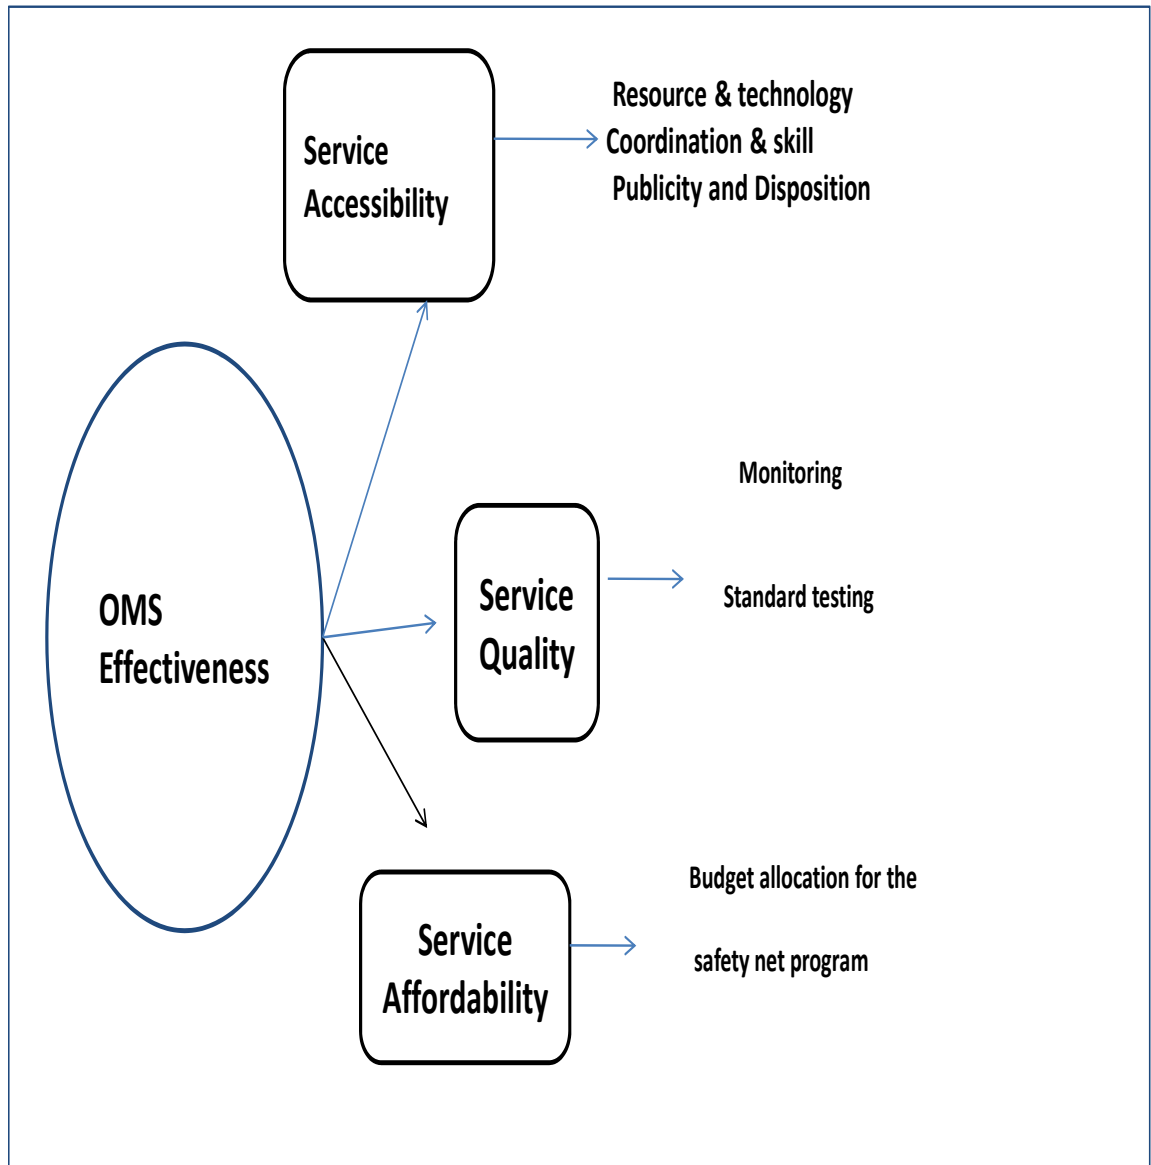 Service
Accessibility
Resource & technology
Coordination & skill
Publicity and Disposition
OMS
Effectiveness
Service
Quality
Monitoring
Standard testing
Service
Affordability
Budget allocation for the
safety net program